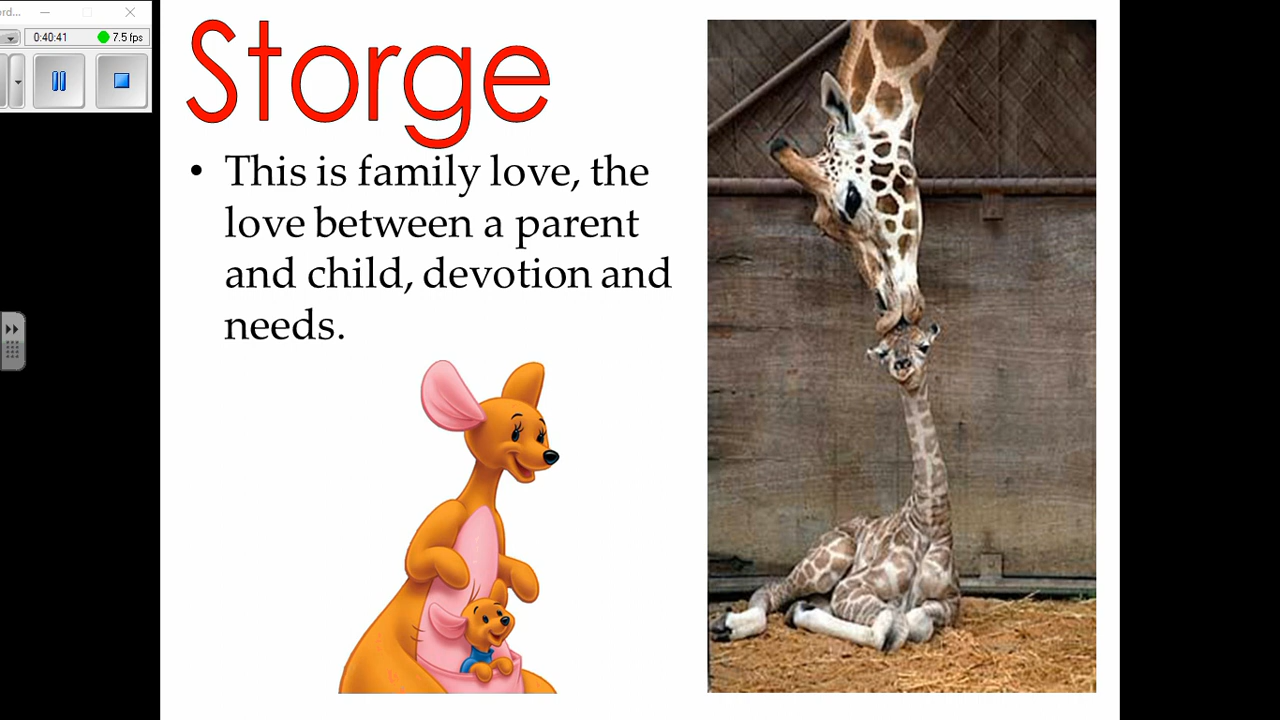 ord...
0:40:41
7.5 fps
Storge
• This is family love, the
love between a parent
and child, devotion and
needs.